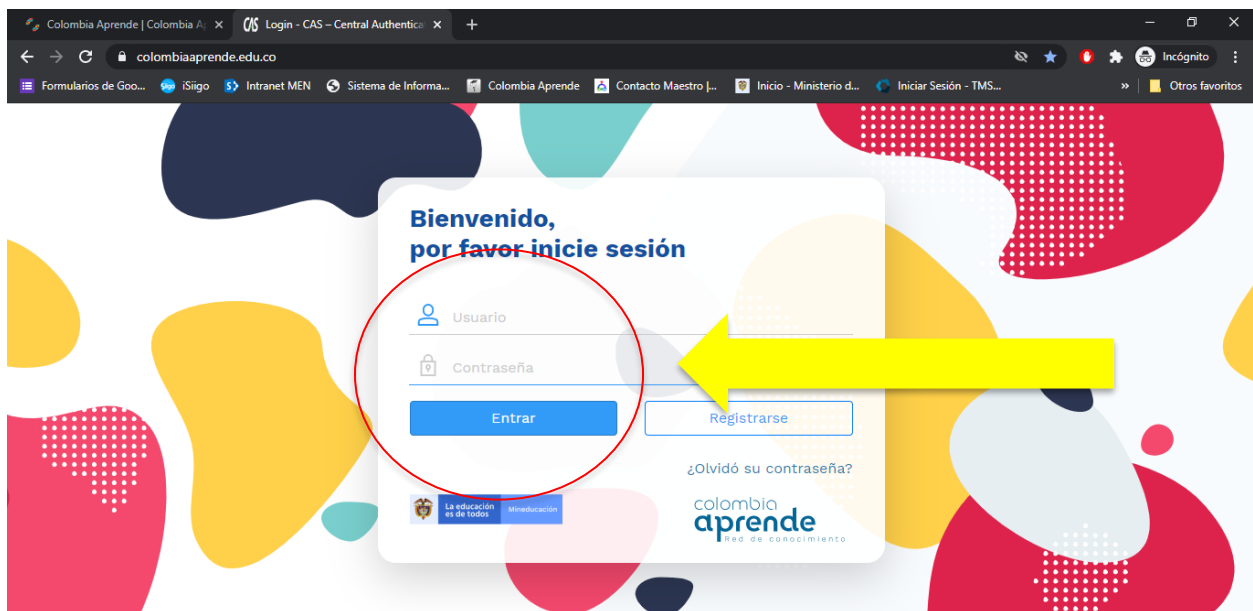 Colombia Aprende | Colombia A
CAS Login - CAS – Central Authentica
colombiaaprende.edu.co
Incógnito
Formularios de Goo...
iSiigo
Intranet MEN
Sistema de Informa...
Colombia Aprende
Contacto Maestro |...
Inicio - Ministerio d...
Iniciar Sesión - TMS...
»
Otros favoritos
Bienvenido,
por favor inicie sesión
Usuario
Contraseña
Entrar
Registrarse
¿Olvidó su contraseña?
La educación
es de todos
Mineducación
colombia
aprende
Red de conocimiento